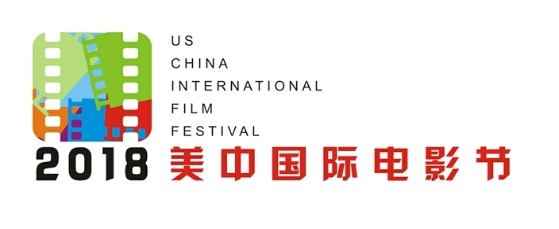 US
CHINA
INTERNATIONAL
FILM
FESTIVAL
2018 美中国际电影节